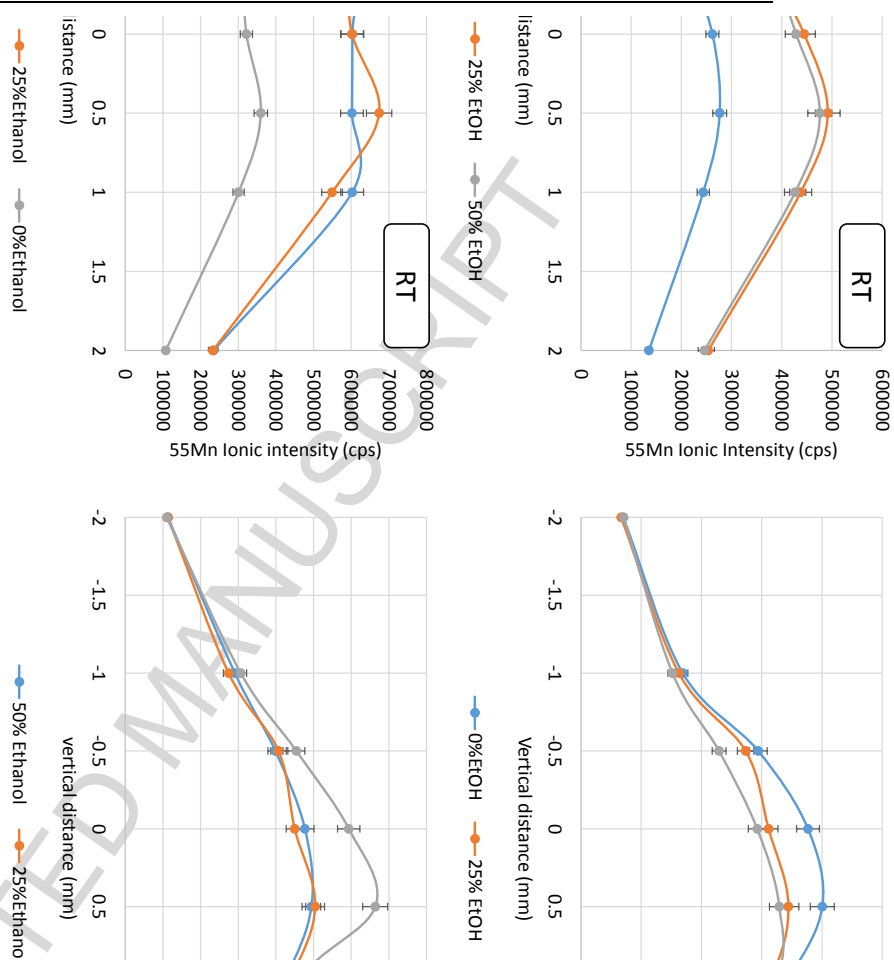 RT
0
0.5
1
1.5
2
istance (mm)
25% EtOH
50% EtOH
600000
500000
400000
300000
200000
100000
0
55Mn Ionic Intensity (cps)
-2
-1.5
-1
-0.5
0
0.5
Vertical distance (mm)
0%EtOH
25% EtOH
RT
0
0.5
1
1.5
2
istance (mm)
25%Ethanol
0%Ethanol
800000
700000
600000
500000
400000
300000
200000
100000
0
55Mn Ionic intensity (cps)
-2
-1.5
-1
-0.5
0
0.5
vertical distance (mm)
50% Ethanol
25%Ethano
TED MANUSCRIPT